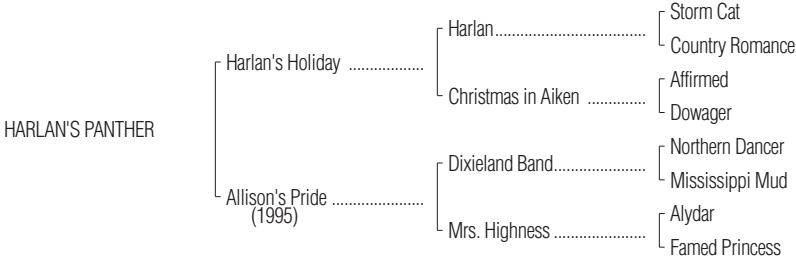 Storm Cat
Harlan....................................
Country Romance
Harlan's Holiday ..................
Affirmed
Christmas in Aiken ..............
Dowager
HARLAN'S PANTHER
Northern Dancer
Dixieland Band......................
Mississippi Mud
Allison's Pride ......................
(1995)
Alydar
Mrs. Highness ......................
Famed Princess